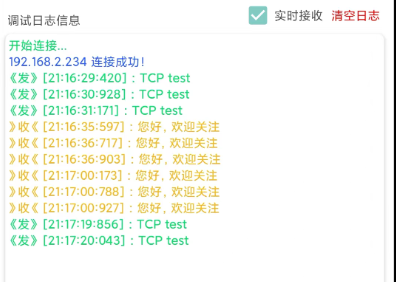 调试日志信息 实时接收 清空日志
开始连接...
192.168.2.234 连接成功!
《发》[21:16:29:420]：TCP test
《发》[21:16:30:928]：TCP test
《发》[21:16:31:171]：TCP test
》收《 [21:16:35:597]：您好, 欢迎关注
》收《 [21:16:36:717]：您好, 欢迎关注
》收《 [21:16:36:903]：您好, 欢迎关注
》收《 [21:17:00:173]：您好, 欢迎关注
》收《 [21:17:00:788]：您好, 欢迎关注
》收《 [21:17:00:927]：您好, 欢迎关注
《发》[21:17:19:856]：TCP test
《发》[21:17:20:043]：TCP test